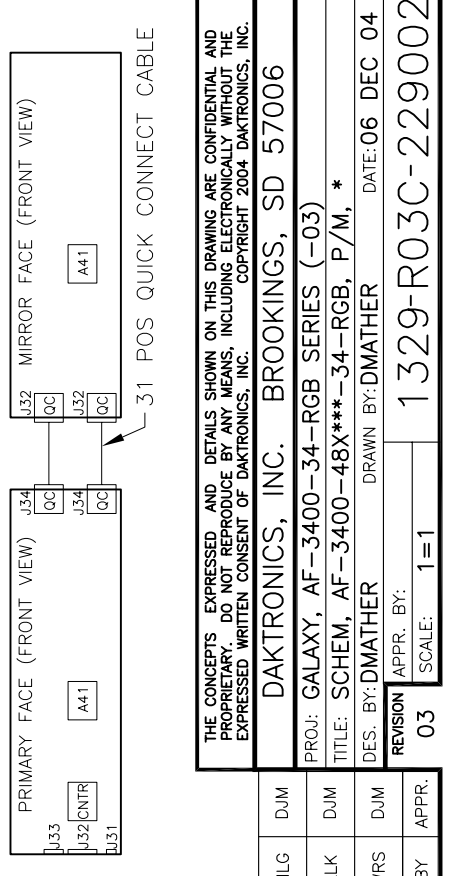 PRIMARY FACE (FRONT VIEW)
MIRROR FACE (FRONT VIEW)
J33
J32
J31
CNTR
A41
J34
QC
J34
QC
J32
QC
J32
QC
A41
31 POS QUICK CONNECT CABLE
THE CONCEPTS EXPRESSED AND DETAILS SHOWN ON THIS DRAWING ARE CONFIDENTIAL AND
PROPRIETARY. DO NOT REPRODUCE BY ANY MEANS, INCLUDING ELECTRONICALLY WITHOUT THE
EXPRESSED WRITTEN CONSENT OF DAKTRONICS, INC. COPYRIGHT 2004 DAKTRONICS, INC.
DAKTRONICS, INC. BROOKINGS, SD 57006
PROJ: GALAXY, AF-3400-34-RGB SERIES (-03)
TITLE: SCHEM, AF-3400-48X***-34-RGB, P/M, *
DES. BY: DMATHER DRAWN BY: DMATHER DATE: 06 DEC 04
REVISION
03
APPR. BY:
SCALE: 1=1
1329-R03C-229002
DJM
DJM
DJM
BY APPR.